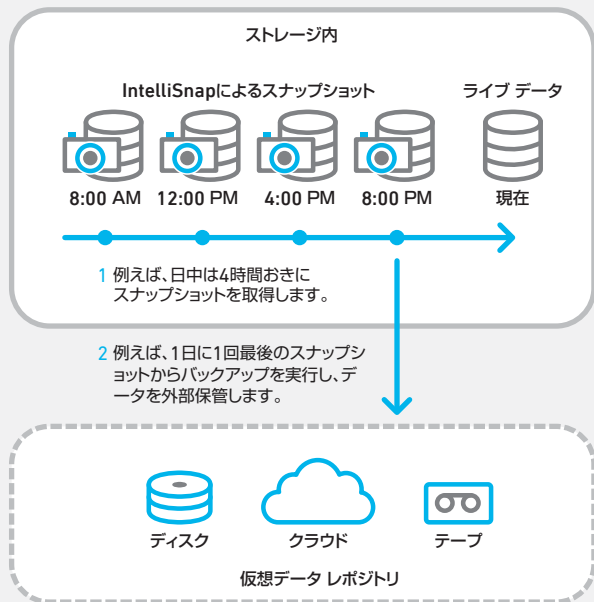 ストレージ内
IntelliSnapによるスナップショット
ライブ データ
8:00 AM
12:00 PM
4:00 PM
8:00 PM
現在
1 例えば、日中は4時間おきに
スナップショットを取得します。
2 例えば、1日に1回最後のスナップシ
ョットからバックアップを実行し、デ
ータを外部保管します。
ディスク
クラウド
テープ
仮想データ レポジトリ